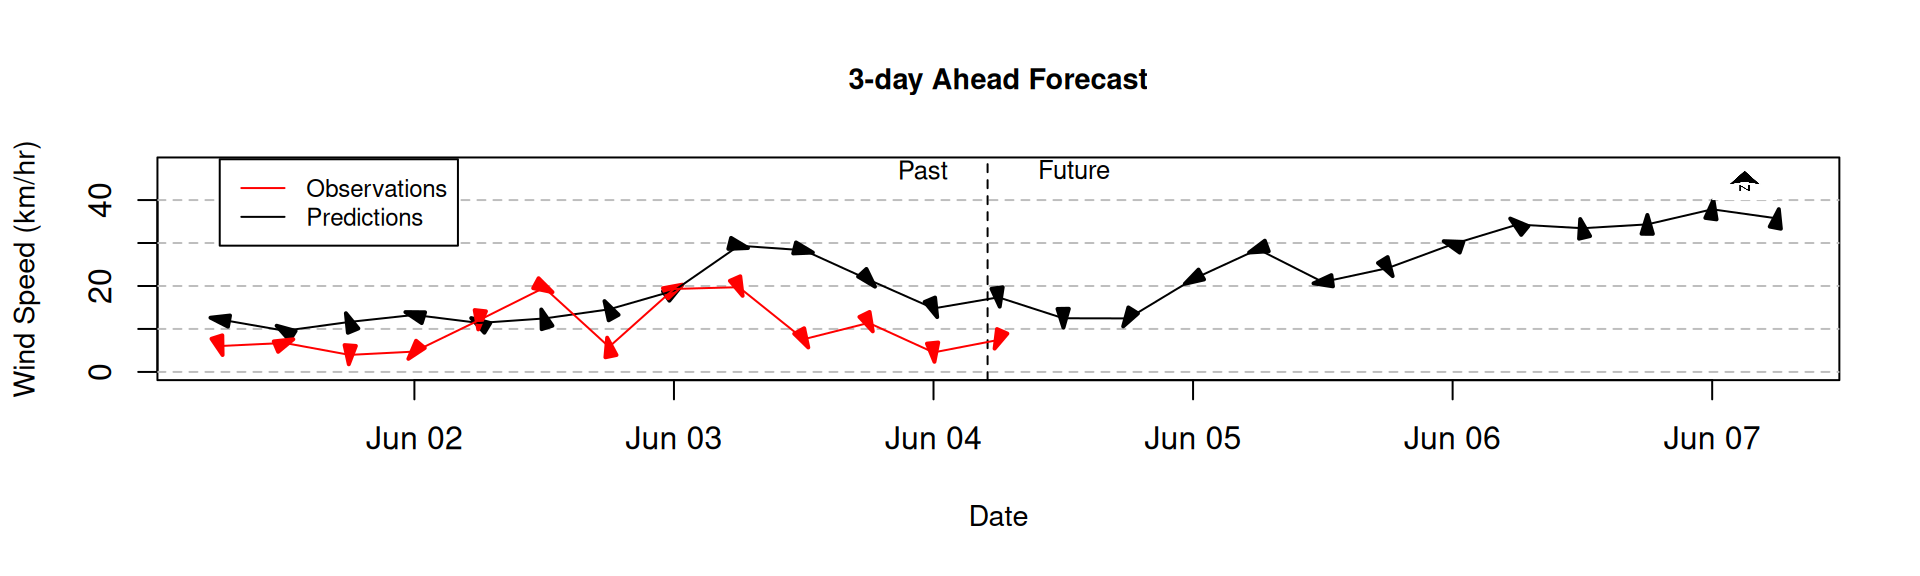 3-day Ahead Forecast
Wind Speed (km/hr)
40
20
0
Observations
Predictions
Past
Future
N
Jun 02
Jun 03
Jun 04
Jun 05
Jun 06
Jun 07
Date